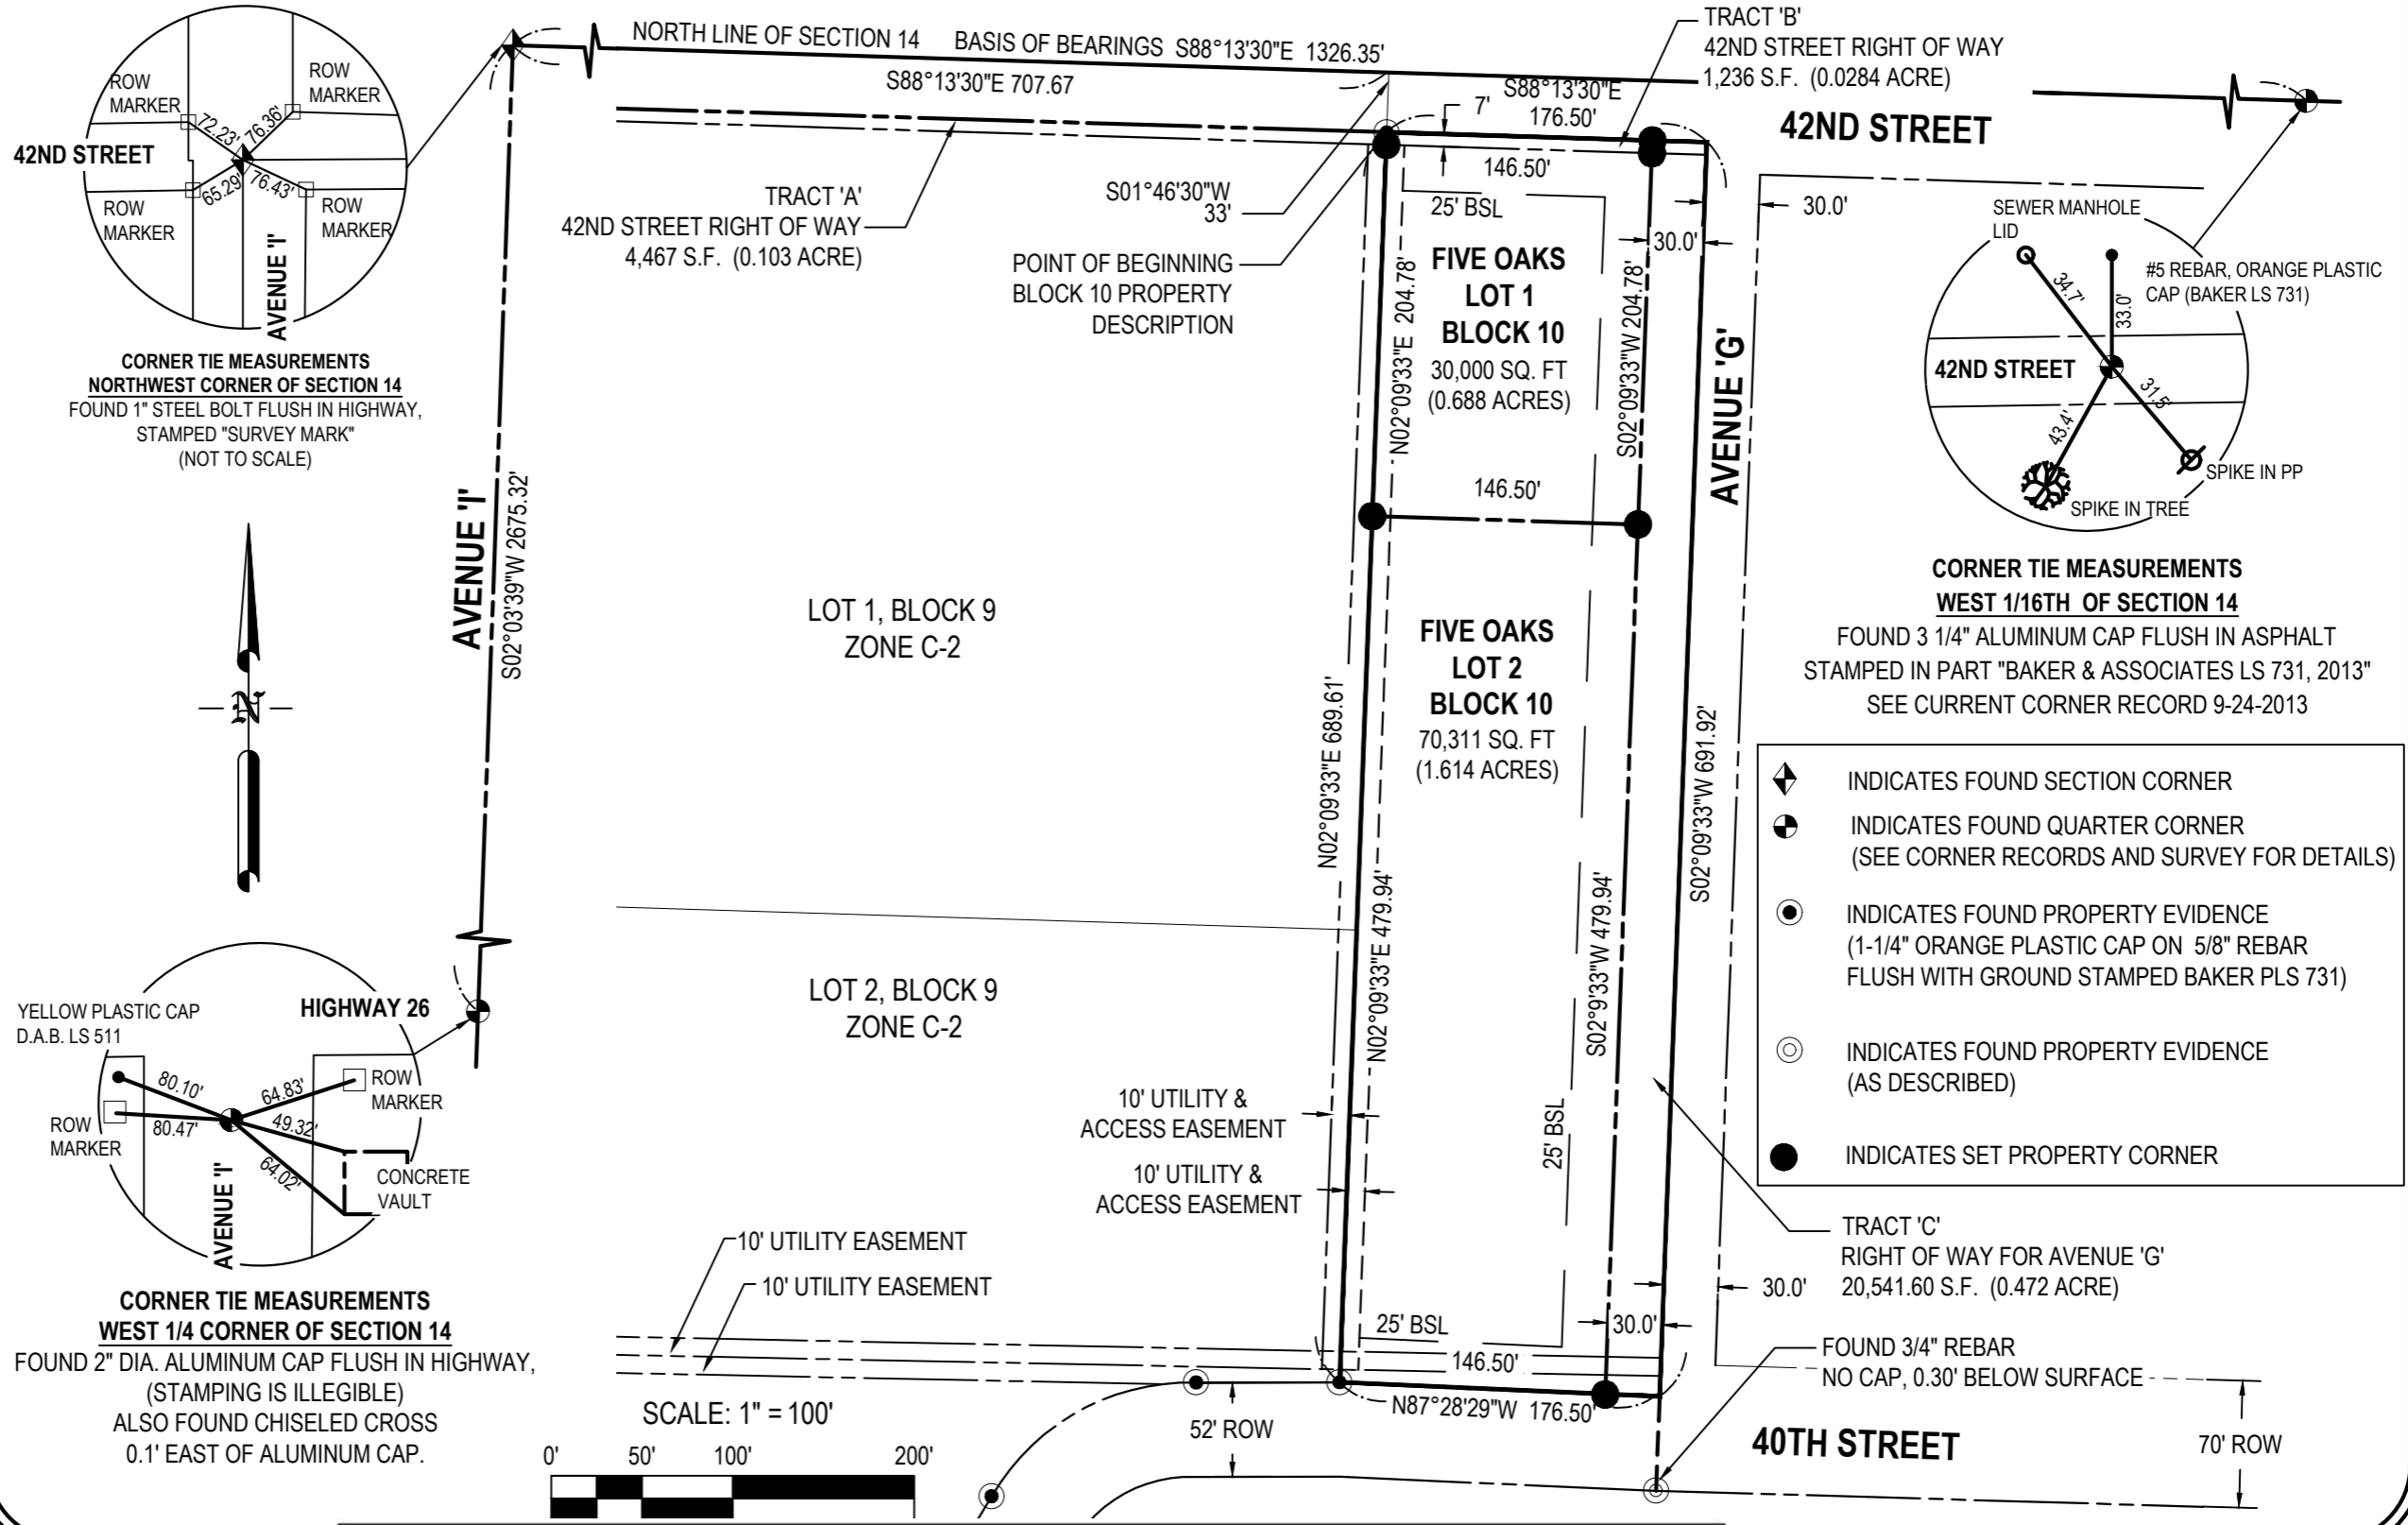 NORTH LINE OF SECTION 14 BASIS OF BEARINGS S88°13'30"E 1326.35'
S88°13'30"E 707.67
S88°13'30"E
176.50'
7'
TRACT 'B'
42ND STREET RIGHT OF WAY
1,236 S.F. (0.0284 ACRE)
42ND STREET
ROW
MARKER
ROW
MARKER
72.23'
76.36'
42ND STREET
65.29'
76.43'
ROW
MARKER
ROW
MARKER
AVENUE 'I'
CORNER TIE MEASUREMENTS
NORTHWEST CORNER OF SECTION 14
FOUND 1" STEEL BOLT FLUSH IN HIGHWAY,
STAMPED "SURVEY MARK"
(NOT TO SCALE)
N
AVENUE 'I'
S02°03'39"W 2675.32'
TRACT 'A'
42ND STREET RIGHT OF WAY
4,467 S.F. (0.103 ACRE)
S01°46'30"W
33'
POINT OF BEGINNING
BLOCK 10 PROPERTY
DESCRIPTION
146.50'
25' BSL
FIVE OAKS
LOT 1
BLOCK 10
30,000 SQ. FT
(0.688 ACRES)
N02°09'33"E 204.78'
S02°09'33"W 204.78'
30.0'
30.0'
AVENUE 'G'
146.50'
SEWER MANHOLE
LID
#5 REBAR, ORANGE PLASTIC
CAP (BAKER LS 731)
34.7'
33.0'
42ND STREET
43.4'
31.5'
SPIKE IN PP
SPIKE IN TREE
CORNER TIE MEASUREMENTS
WEST 1/16TH OF SECTION 14
FOUND 3 1/4" ALUMINUM CAP FLUSH IN ASPHALT
STAMPED IN PART "BAKER & ASSOCIATES LS 731, 2013"
SEE CURRENT CORNER RECORD 9-24-2013
LOT 1, BLOCK 9
ZONE C-2
FIVE OAKS
LOT 2
BLOCK 10
70,311 SQ. FT
(1.614 ACRES)
N02°09'33"E 689.61'
N02°09'33"E 479.94'
S02°9'33"W 479.94'
S02°09'33"W 691.92'
25' BSL
INDICATES FOUND SECTION CORNER
INDICATES FOUND QUARTER CORNER
(SEE CORNER RECORDS AND SURVEY FOR DETAILS)
INDICATES FOUND PROPERTY EVIDENCE
(1-1/4" ORANGE PLASTIC CAP ON 5/8" REBAR
FLUSH WITH GROUND STAMPED BAKER PLS 731)
INDICATES FOUND PROPERTY EVIDENCE
(AS DESCRIBED)
INDICATES SET PROPERTY CORNER
LOT 2, BLOCK 9
ZONE C-2
YELLOW PLASTIC CAP
D.A.B. LS 511
HIGHWAY 26
80.10'
64.83'
ROW
MARKER
ROW
MARKER
80.47'
49.32'
64.02'
CONCRETE
VAULT
AVENUE 'I'
CORNER TIE MEASUREMENTS
WEST 1/4 CORNER OF SECTION 14
FOUND 2" DIA. ALUMINUM CAP FLUSH IN HIGHWAY,
(STAMPING IS ILLEGIBLE)
ALSO FOUND CHISELED CROSS
0.1' EAST OF ALUMINUM CAP.
10' UTILITY &
ACCESS EASEMENT
10' UTILITY &
ACCESS EASEMENT
10' UTILITY EASEMENT
10' UTILITY EASEMENT
25' BSL
30.0'
30.0'
146.50'
N87°28'29"W 176.50'
TRACT 'C'
RIGHT OF WAY FOR AVENUE 'G'
20,541.60 S.F. (0.472 ACRE)
FOUND 3/4" REBAR
NO CAP, 0.30' BELOW SURFACE
52' ROW
40TH STREET
70' ROW
SCALE: 1" = 100'
0' 50' 100' 200'